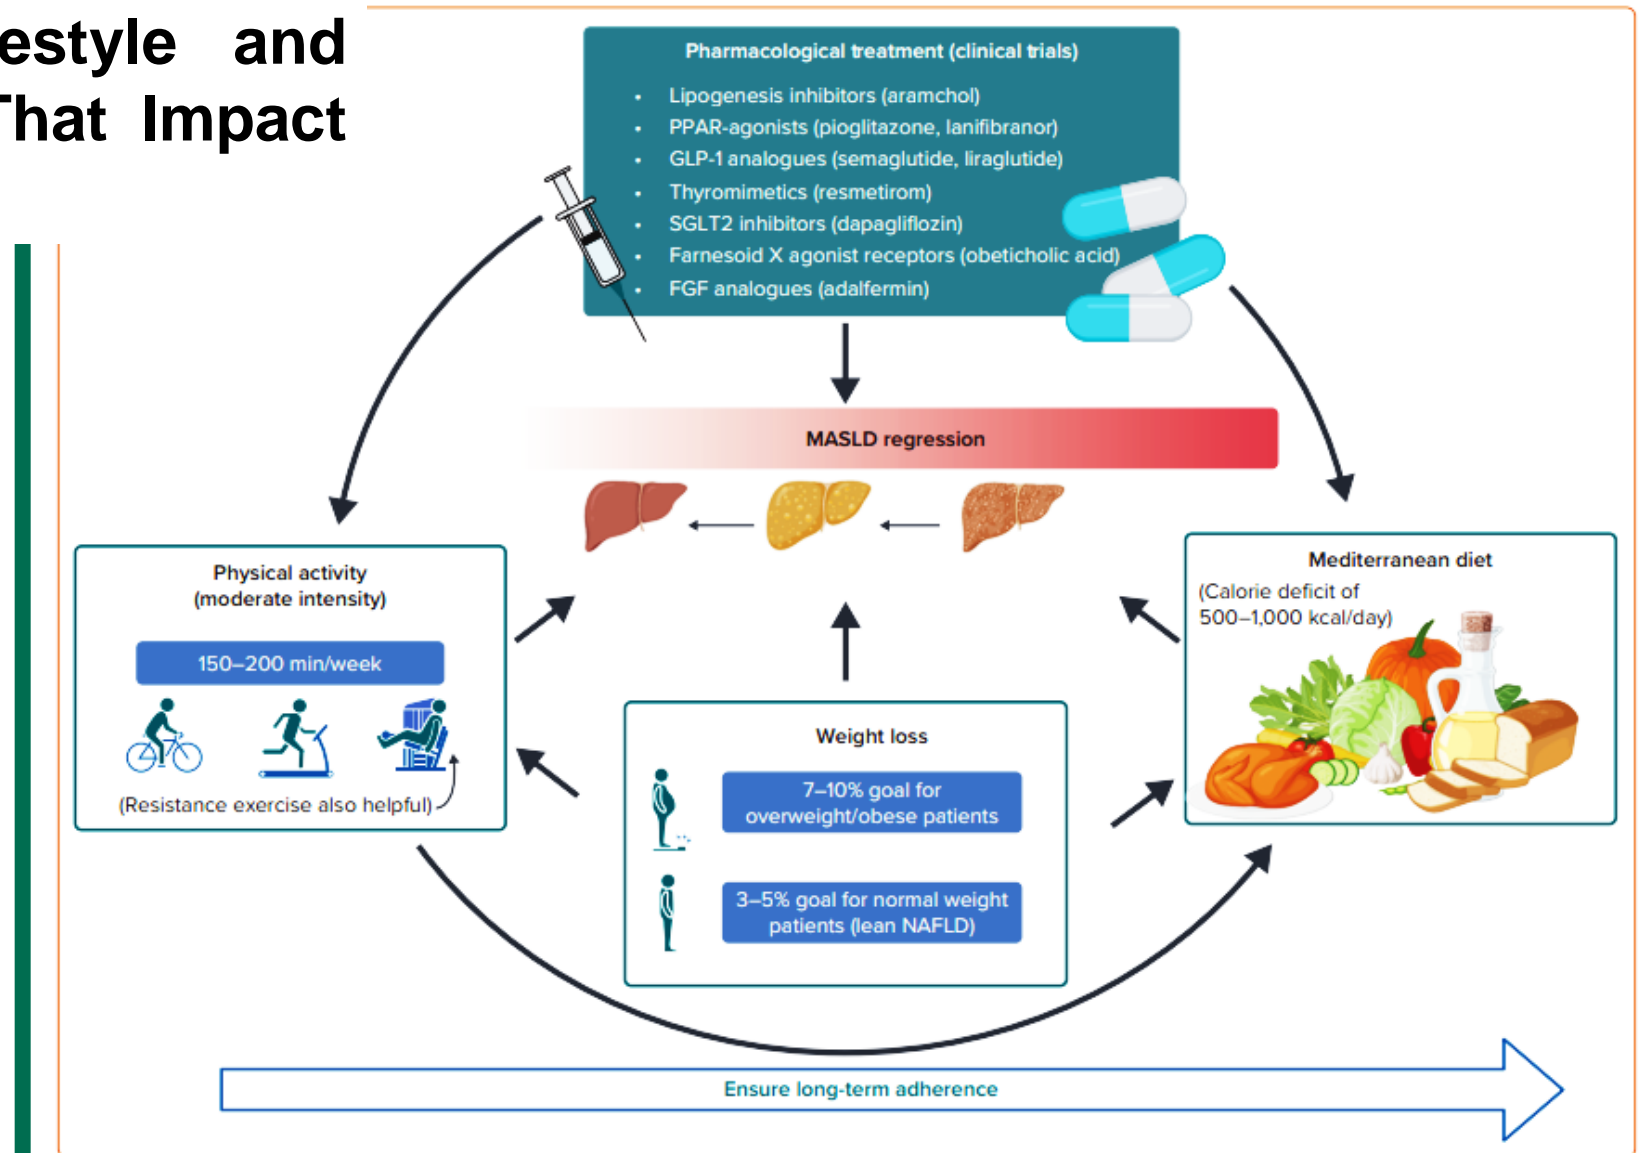 estyle and
That Impact
Pharmacological treatment (clinical trials)
• Lipogenesis inhibitors (aramchol)
• PPAR-agonists (pioglitazone, lanifibranor)
• GLP-1 analogues (semaglutide, liraglutide)
• Thyromimetics (resmetirom)
• SGLT2 inhibitors (dapagliflozin)
• Farnesoid X agonist receptors (obeticholic acid)
• FGF analogues (adalfermin)
MASLD regression
Physical activity
(moderate intensity)
150–200 min/week
(Resistance exercise also helpful)
Weight loss
7–10% goal for
overweight/obese patients
3–5% goal for normal weight
patients (lean NAFLD)
Mediterranean diet
(Calorie deficit of
500–1,000 kcal/day)
Ensure long-term adherence